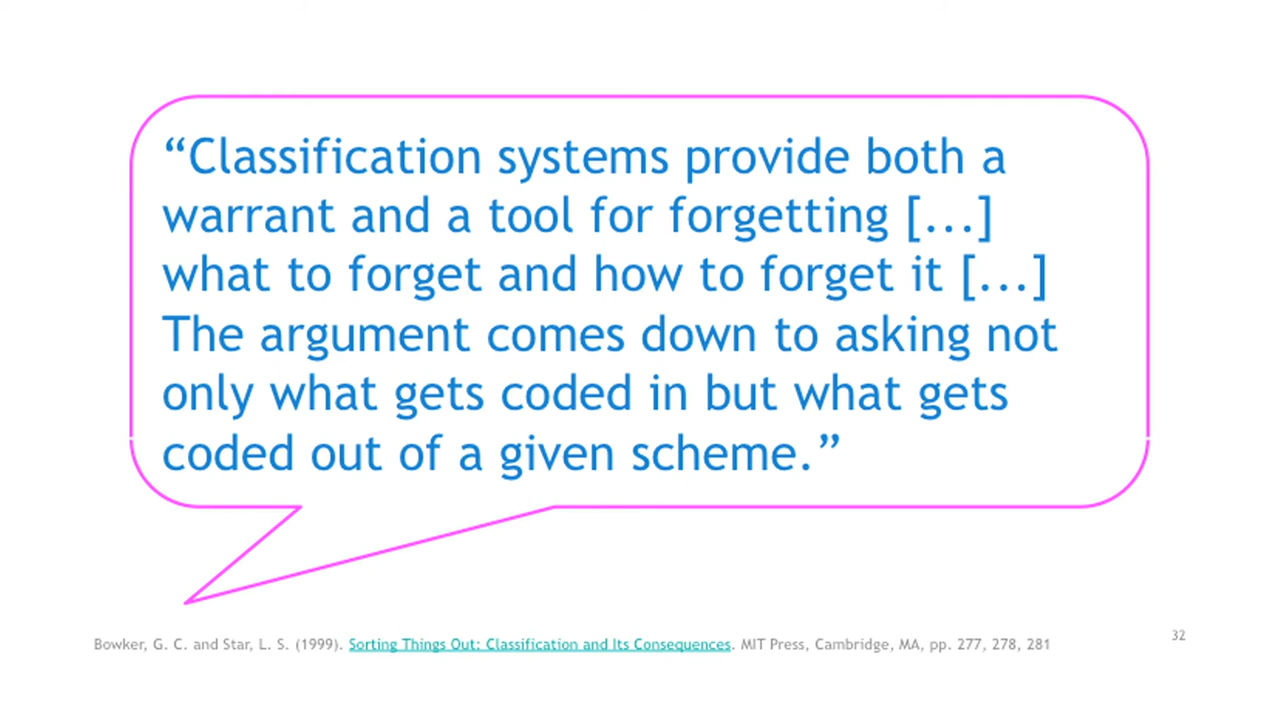 “Classification systems provide both a
warrant and a tool for forgetting [...]
what to forget and how to forget it [...]
The argument comes down to asking not
only what gets coded in but what gets
coded out of a given scheme.”
Bowker, G. C. and Star, L. S. (1999). Sorting Things Out: Classification and Its Consequences. MIT Press, Cambridge, MA, pp. 277, 278, 281
32